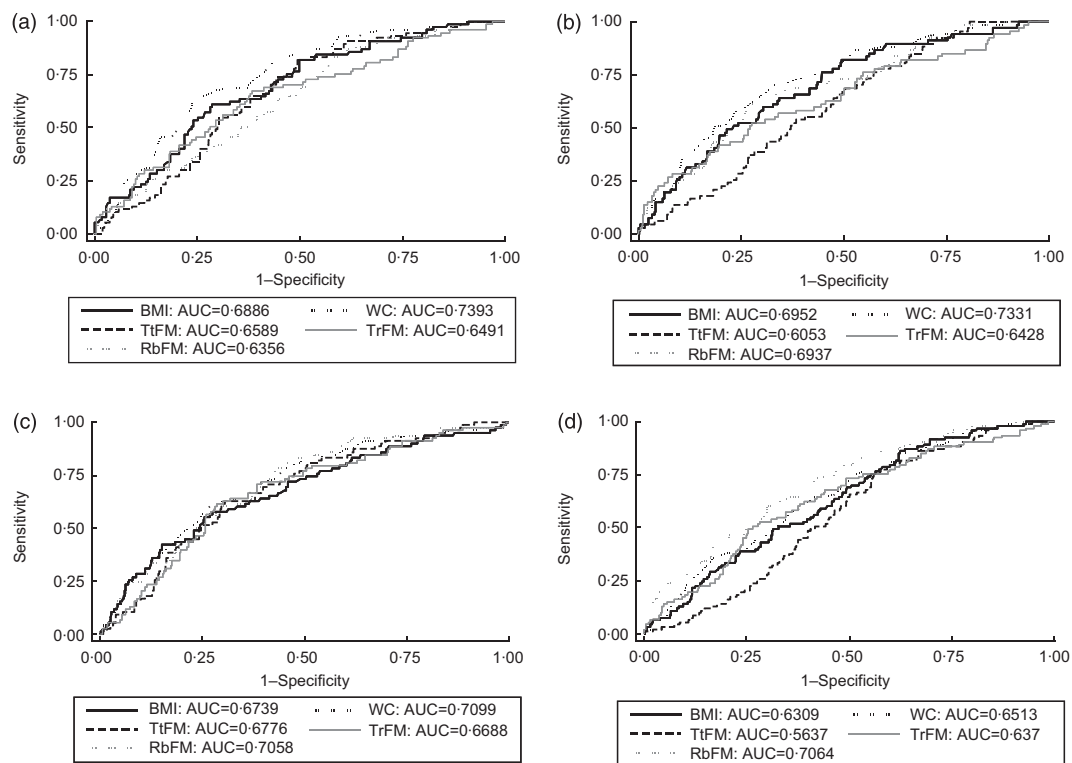 (a)
1·00
0·75
0·50
0·25
0·00
Sensitivity
0·00 0·25 0·50 0·75 1·00
1–Specificity
BMI: AUC=0·6886 WC: AUC=0·7393
TtFM: AUC=0·6589 TrFM: AUC=0·6491
RbFM: AUC=0·6356
(b)
1·00
0·75
0·50
0·25
0·00
Sensitivity
0·00 0·25 0·50 0·75 1·00
1–Specificity
BMI: AUC=0·6952 WC: AUC=0·7331
TtFM: AUC=0·6053 TrFM: AUC=0·6428
RbFM: AUC=0·6937
(c)
1·00
0·75
0·50
0·25
0·00
Sensitivity
0·00 0·25 0·50 0·75 1·00
1–Specificity
BMI: AUC=0·6739 WC: AUC=0·7099
TtFM: AUC=0·6776 TrFM: AUC=0·6688
RbFM: AUC=0·7058
(d)
1·00
0·75
0·50
0·25
0·00
Sensitivity
0·00 0·25 0·50 0·75 1·00
1–Specificity
BMI: AUC=0·6309 WC: AUC=0·6513
TtFM: AUC=0·5637 TrFM: AUC=0·637
RbFM: AUC=0·7064